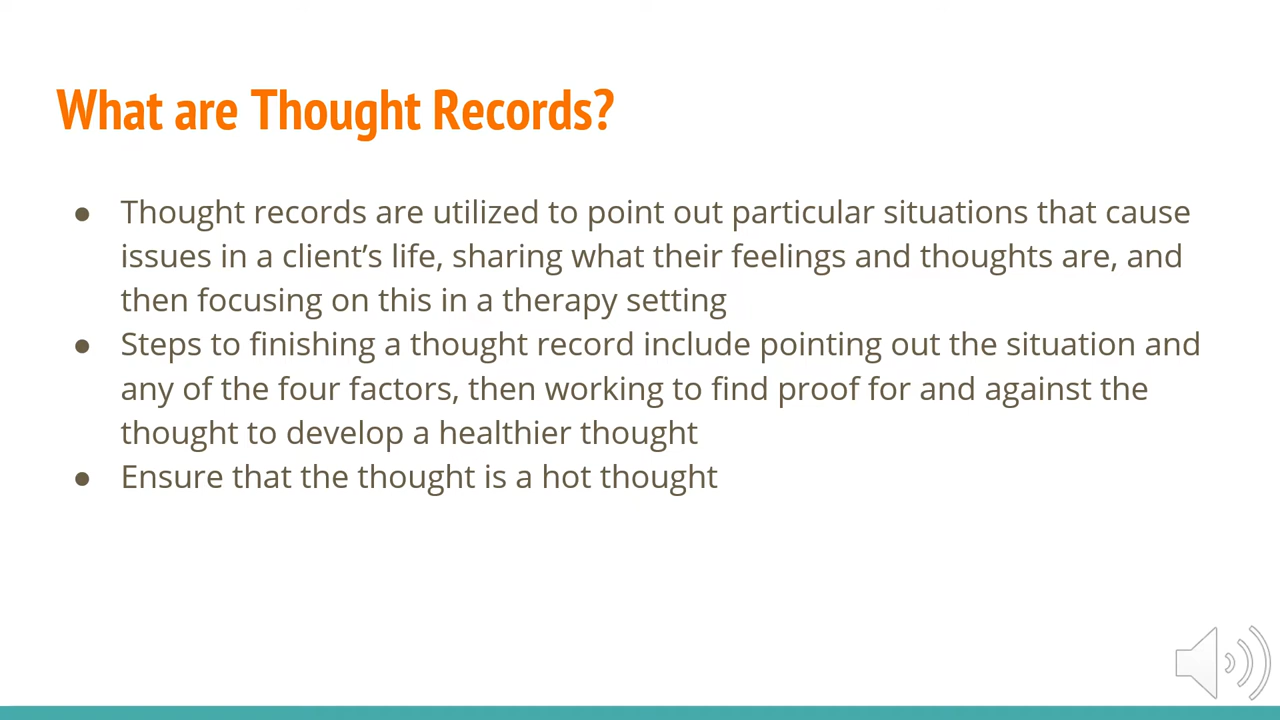 What are Thought Records?
● Thought records are utilized to point out particular situations that cause
issues in a client’s life, sharing what their feelings and thoughts are, and
then focusing on this in a therapy setting
● Steps to finishing a thought record include pointing out the situation and
any of the four factors, then working to find proof for and against the
thought to develop a healthier thought
● Ensure that the thought is a hot thought